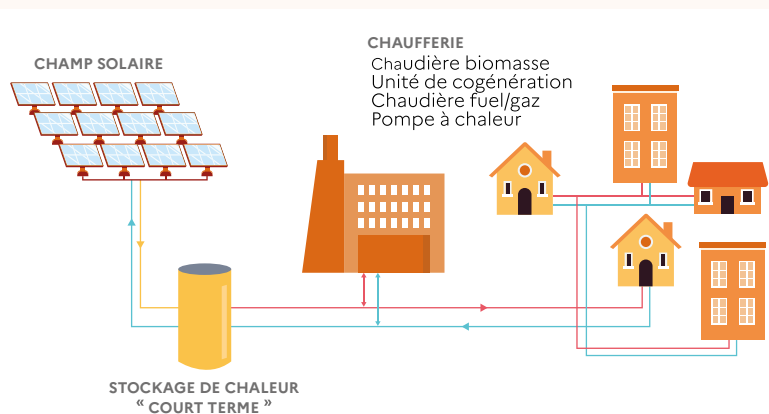 CHAMP SOLAIRE
CHAUFFERIE
Chaudière biomasse
Unité de cogénération
Chaudière fuel/gaz
Pompe à chaleur
STOCKAGE DE CHALEUR
« COURT TERME »